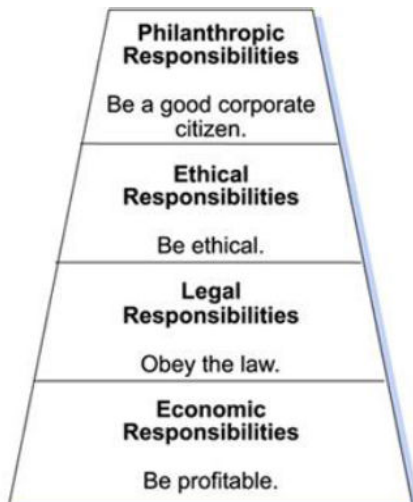 Philanthropic
Responsibilities
Be a good corporate
citizen.
Ethical
Responsibilities
Be ethical.
Legal
Responsibilities
Obey the law.
Economic
Responsibilities
Be profitable.